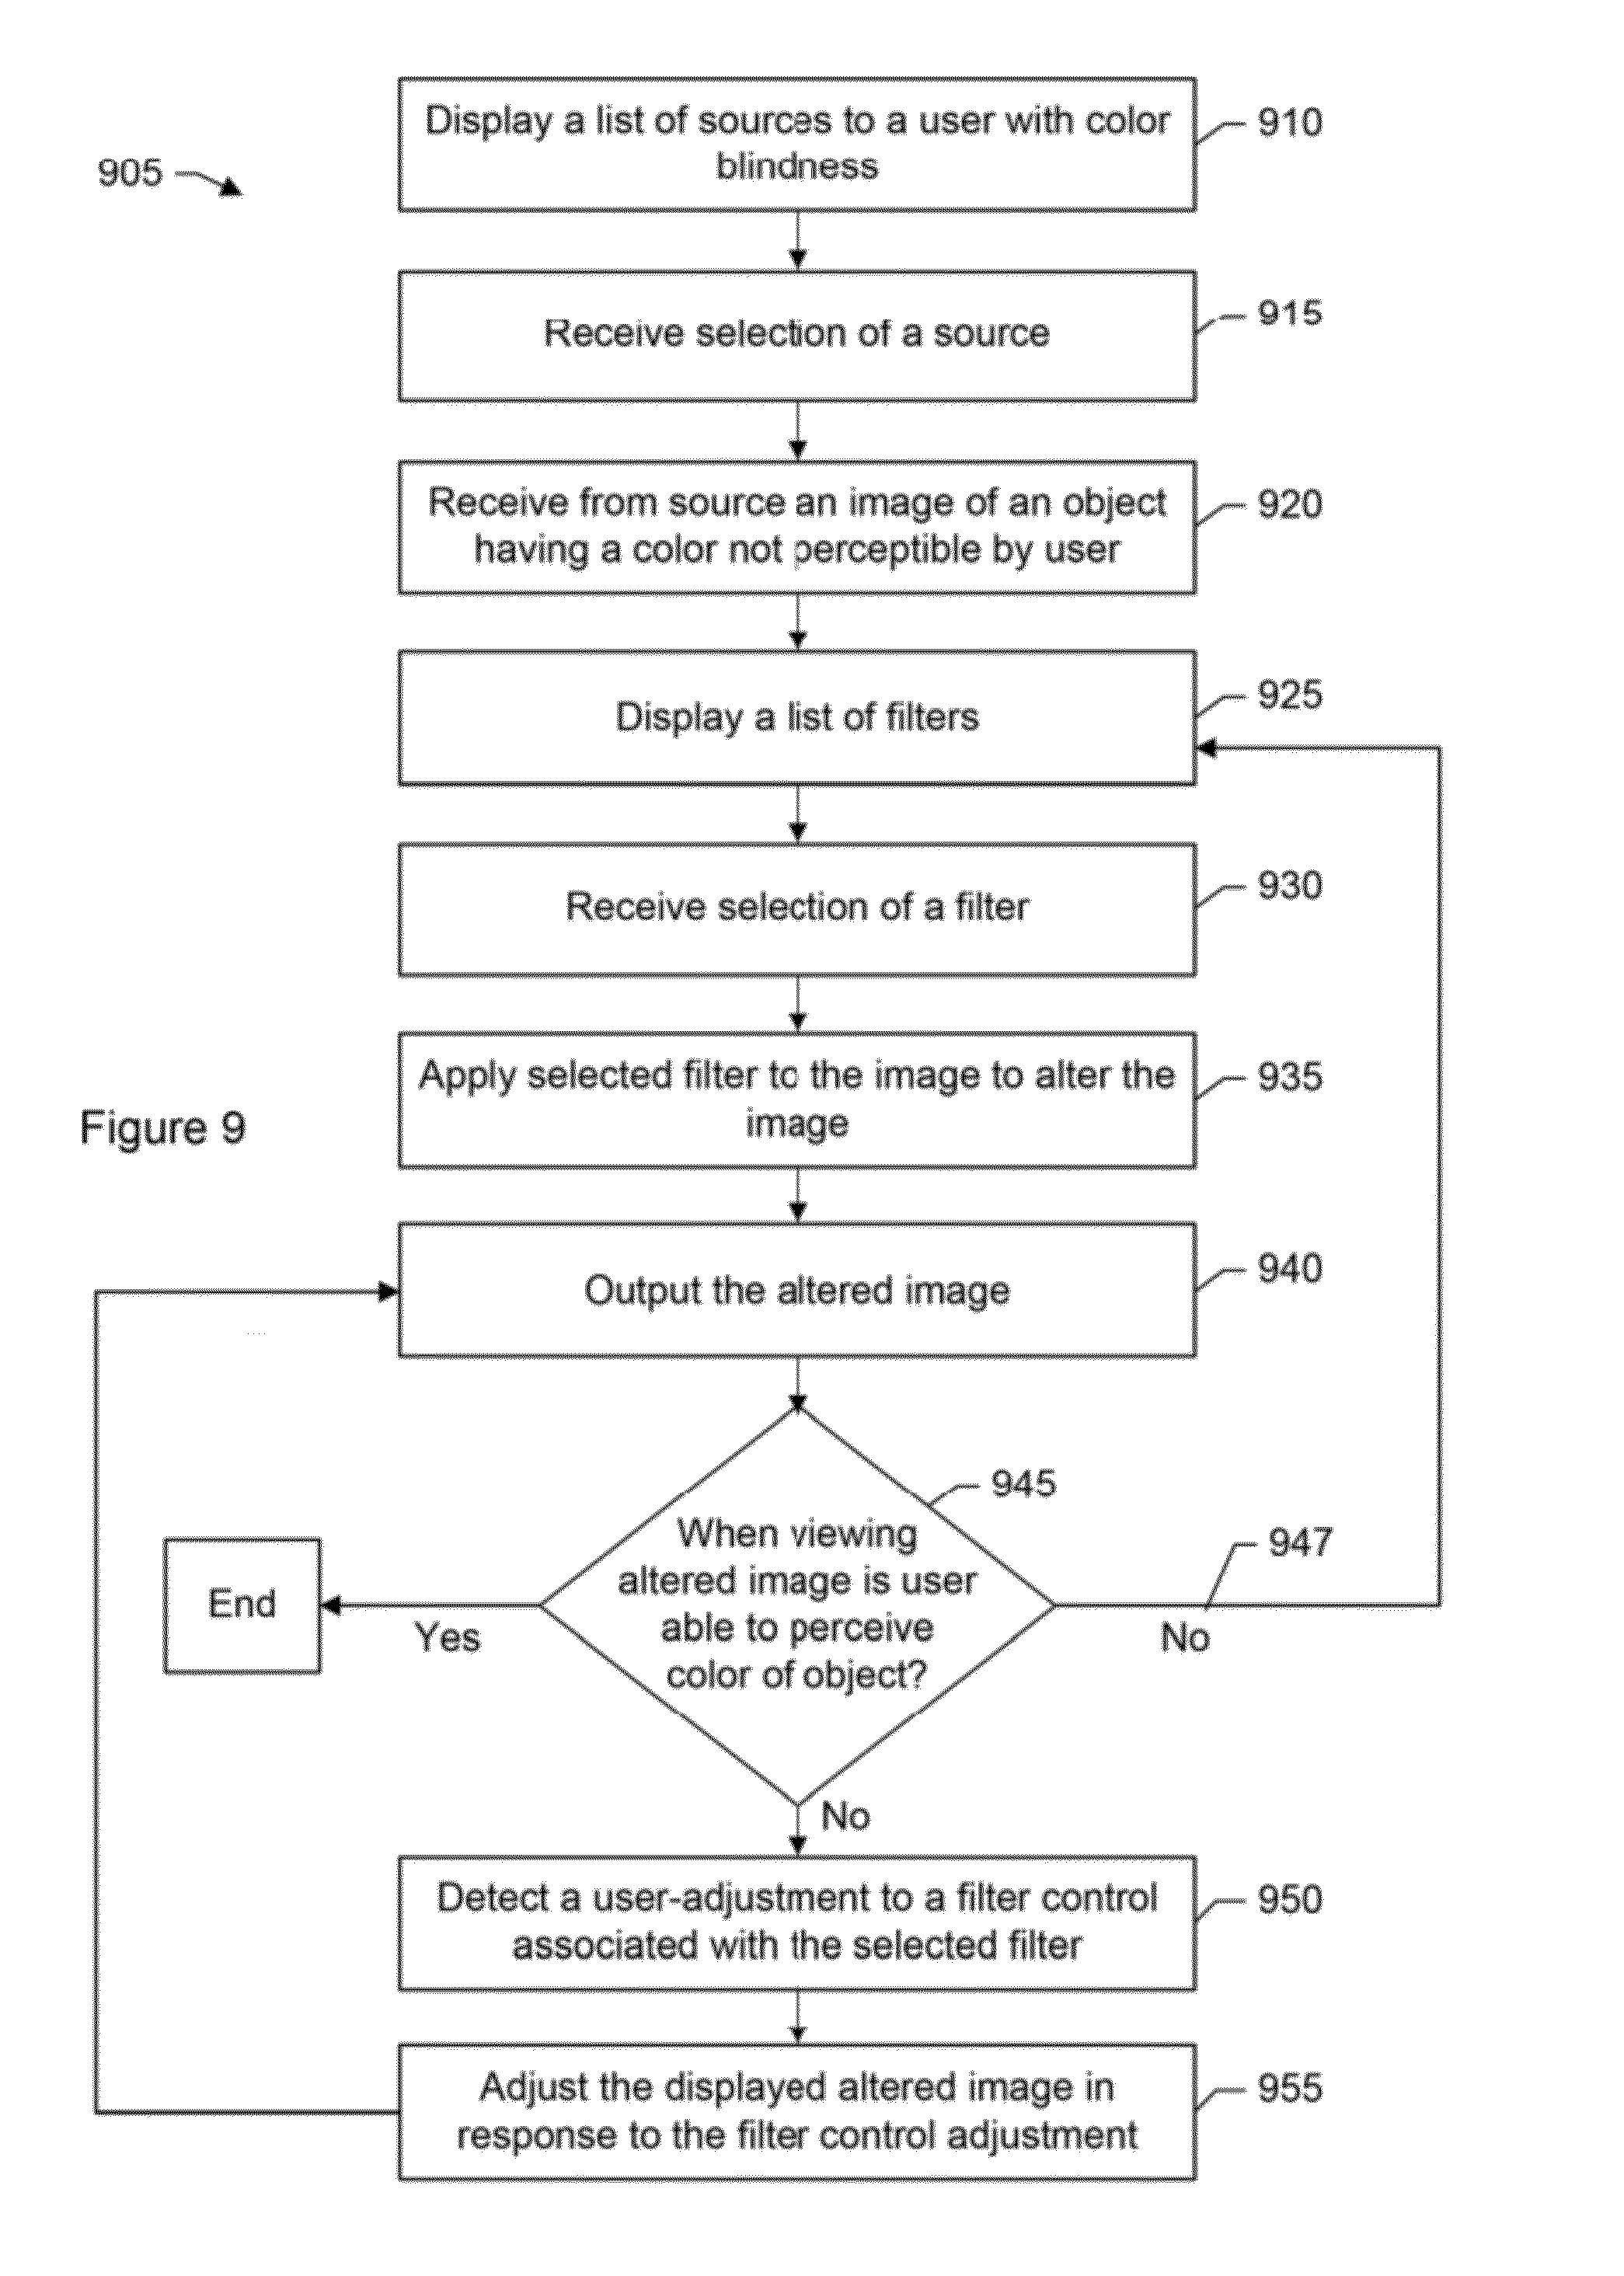 Display a list of sources to a user with color
blindness
910
905
Receive selection of a source
915
Receive from source an image of an object
having a color not perceptible by user
920
Display a list of filters
925
Receive selection of a filter
930
Apply selected filter to the image to alter the
image
935
Figure 9
Output the altered image
940
When viewing
altered image is user
able to perceive
color of object?
945
947
End
Yes
No
No
Detect a user-adjustment to a filter control
associated with the selected filter
950
Adjust the displayed altered image in
response to the filter control adjustment
955